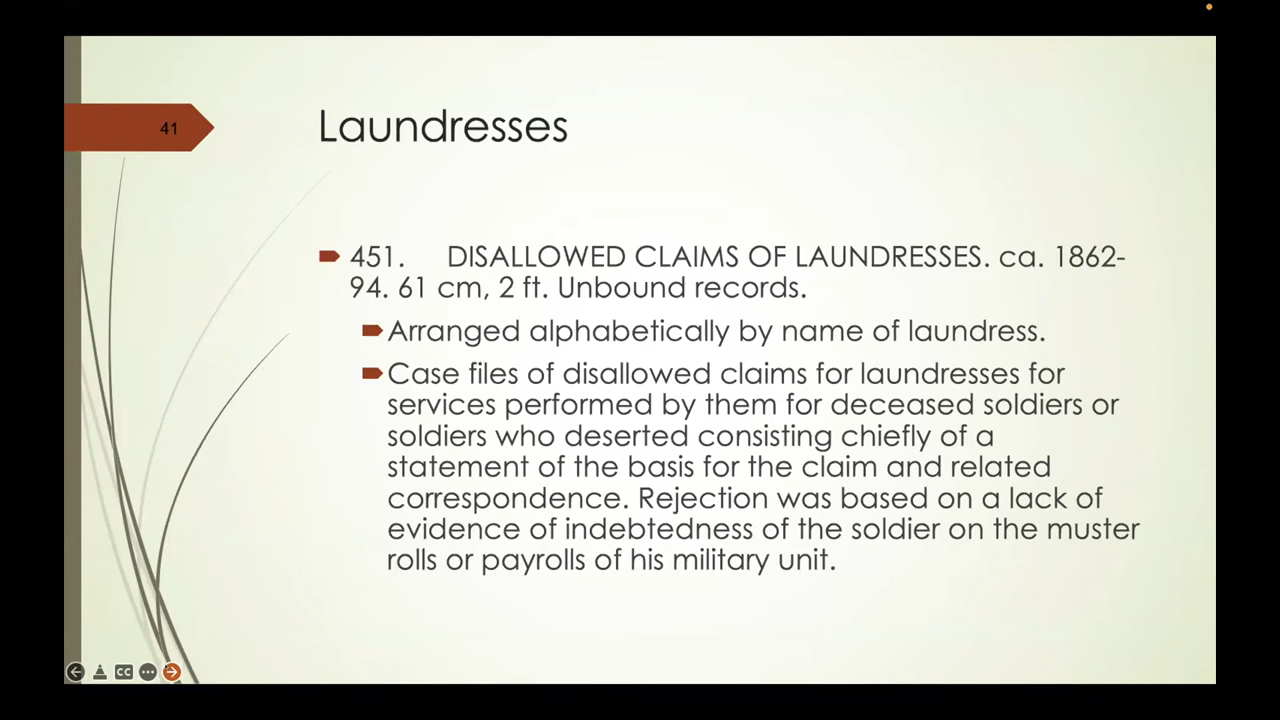 41
Laundresses
451. DISALLOWED CLAIMS OF LAUNDRESSES. ca. 1862-
94. 61 cm, 2 ft. Unbound records.
Arranged alphabetically by name of laundress.
Case files of disallowed claims for laundresses for
services performed by them for deceased soldiers or
soldiers who deserted consisting chiefly of a
statement of the basis for the claim and related
correspondence. Rejection was based on a lack of
evidence of indebtedness of the soldier on the muster
rolls or payrolls of his military unit.
CC